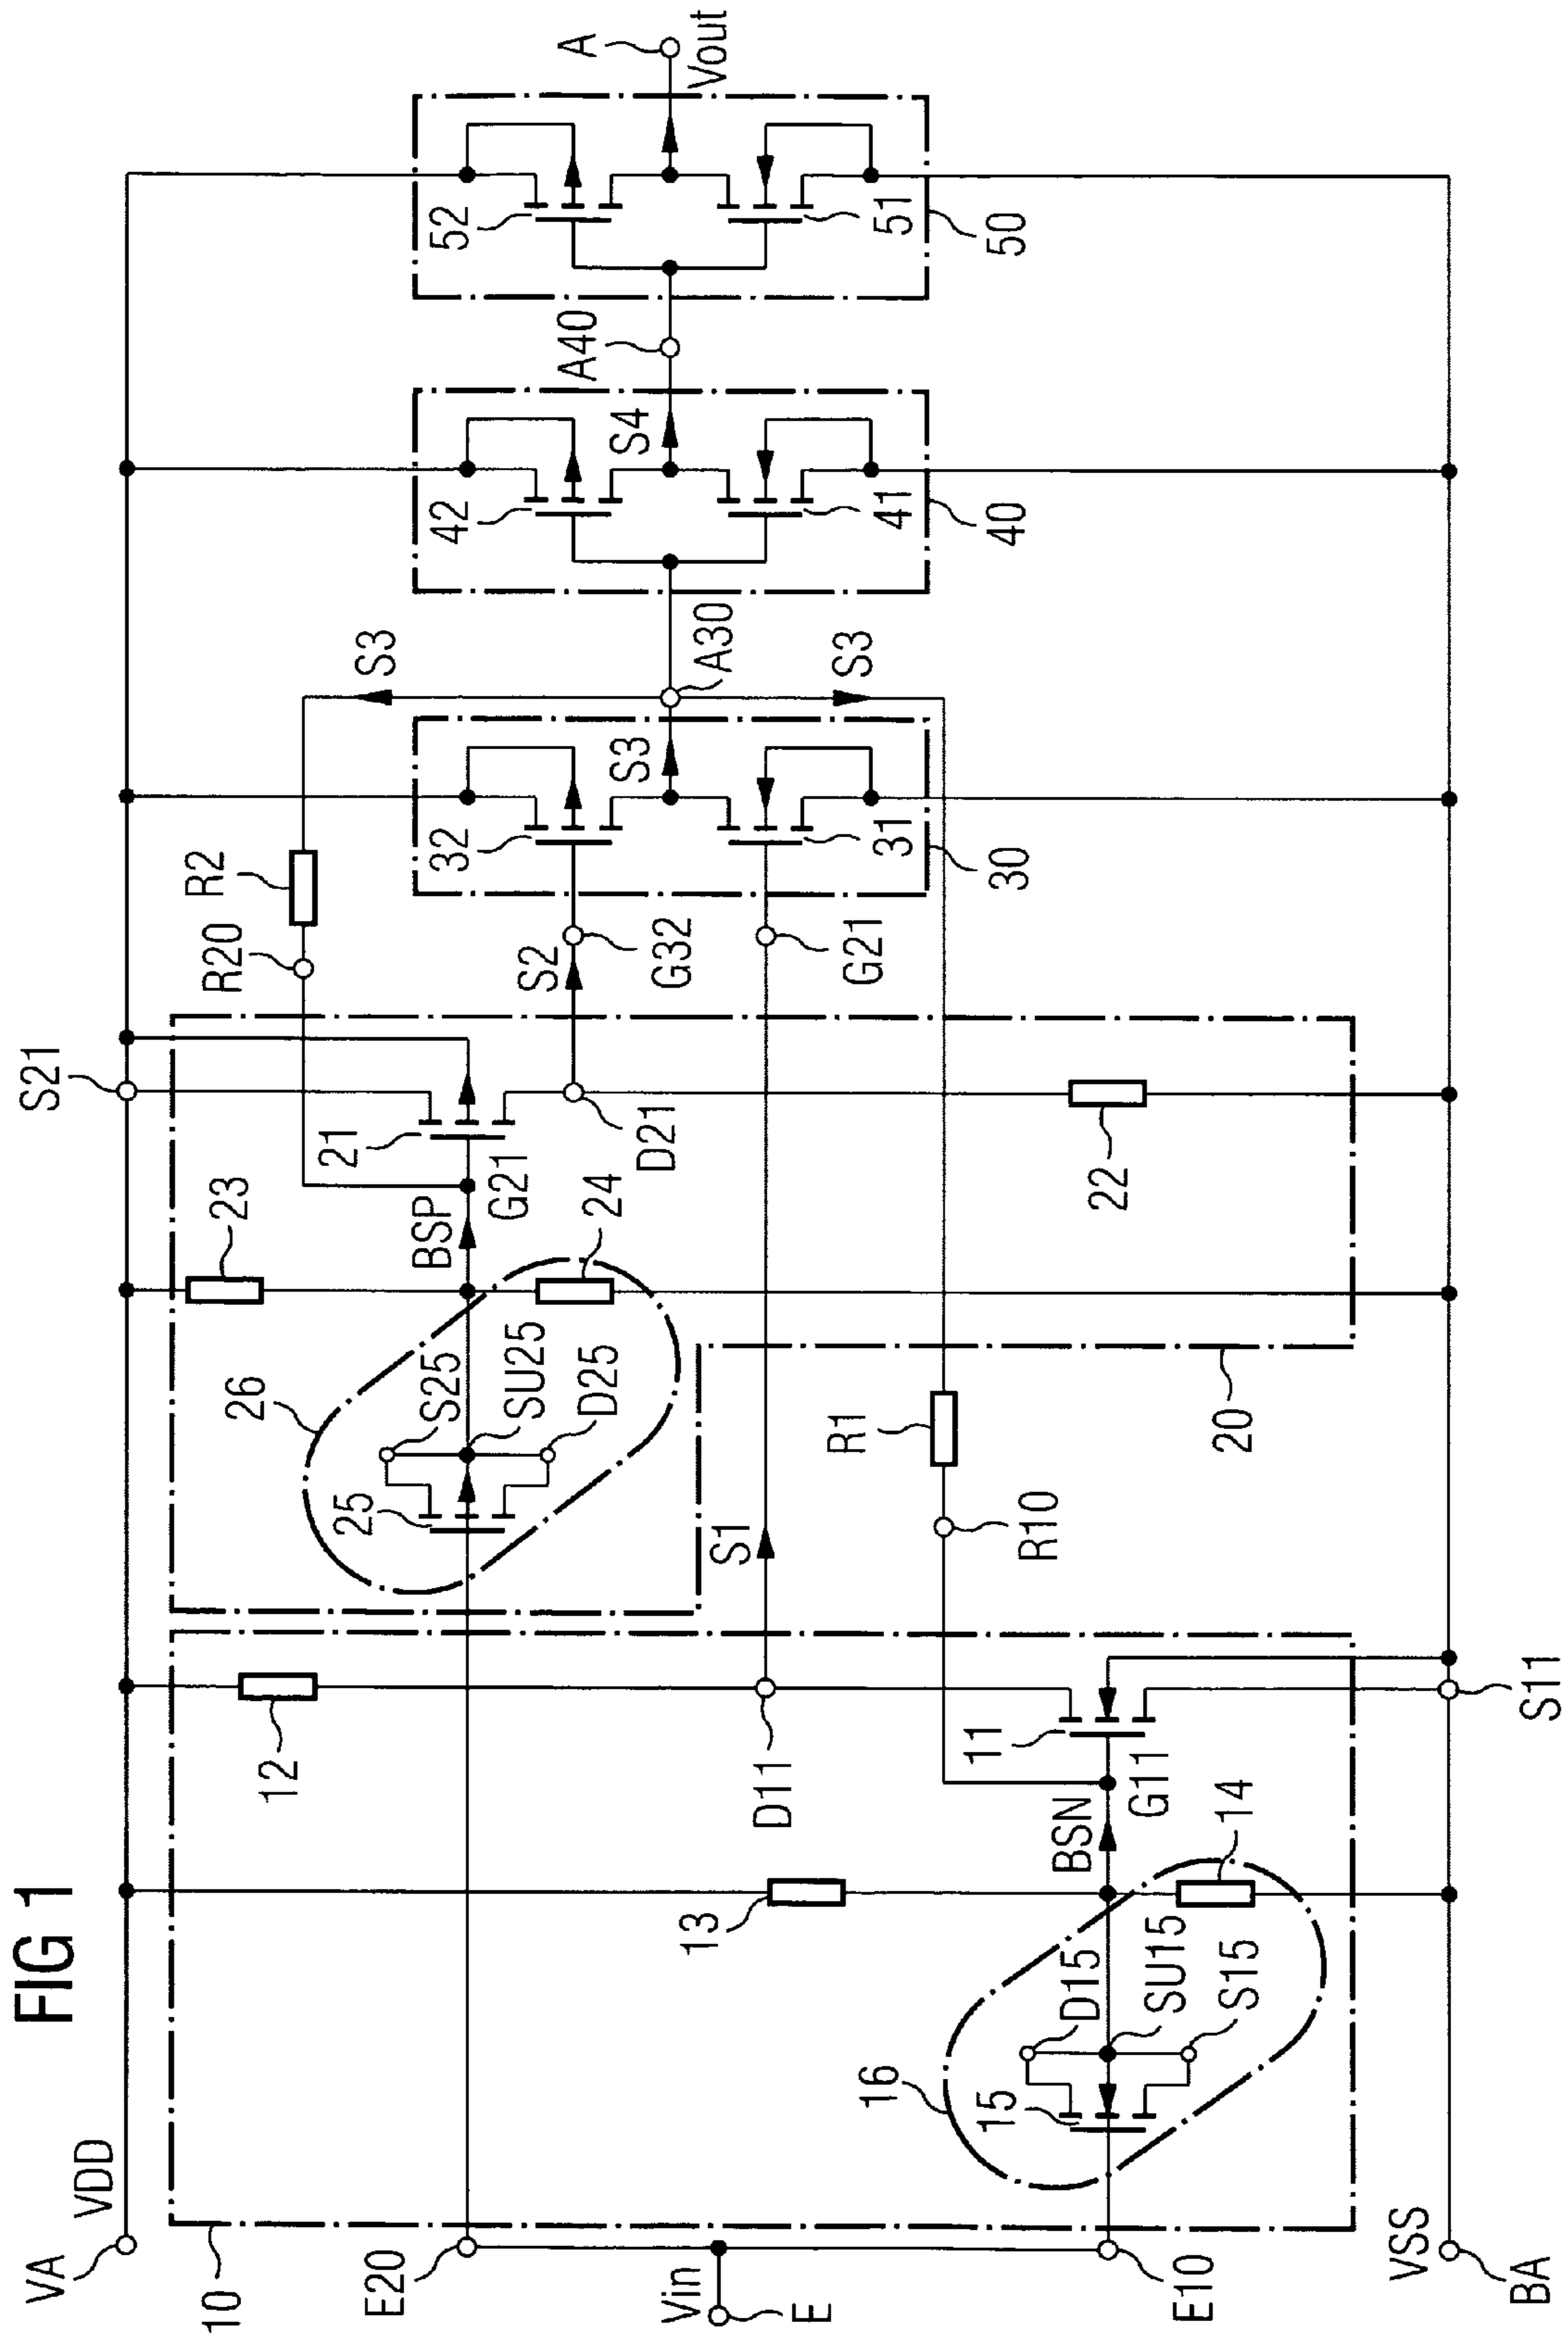 FIG 1
VA
VDD
10
12
13
D11
11
G11
BSN
14
D15
SU15
S15
16
15
E20
Vin
E
E10
VSS
BA
S11
S1
R10
R1
20
26
25
S25
SU25
D25
23
24
BSP
G21
21
S21
D21
22
R20
R2
S2
G32
G21
32
31
30
S3
S3
S3
A30
42
41
40
S4
A40
52
51
50
A
Vout